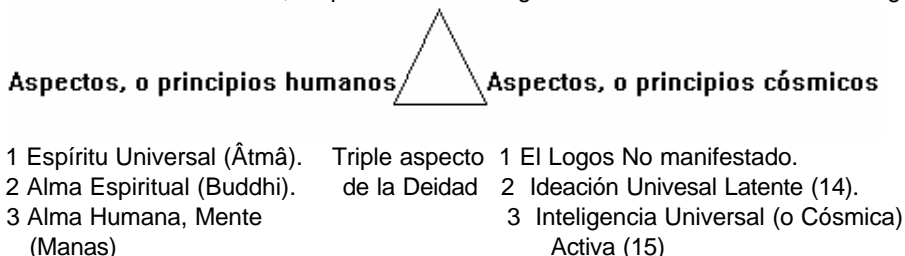 Aspectos, o principios humanos Aspectos, o principios cósmicos
1 Espíritu Universal (Âtmâ). Triple aspecto 1 El Logos No manifestado.
2 Alma Espiritual (Buddhi). de la Deidad 2 Ideación Univesal Latente (14).
3 Alma Humana, Mente 3 Inteligencia Universal (o Cósmica)
(Manas) Activa (15)